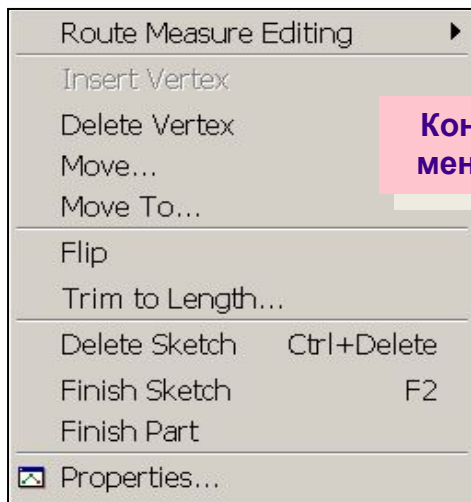 Route Measure Editing
Insert Vertex
Delete Vertex
Move...
Move To...
Flip
Trim to Length...
Delete Sketch Ctrl+Delete
Finish Sketch F2
Finish Part
Properties...